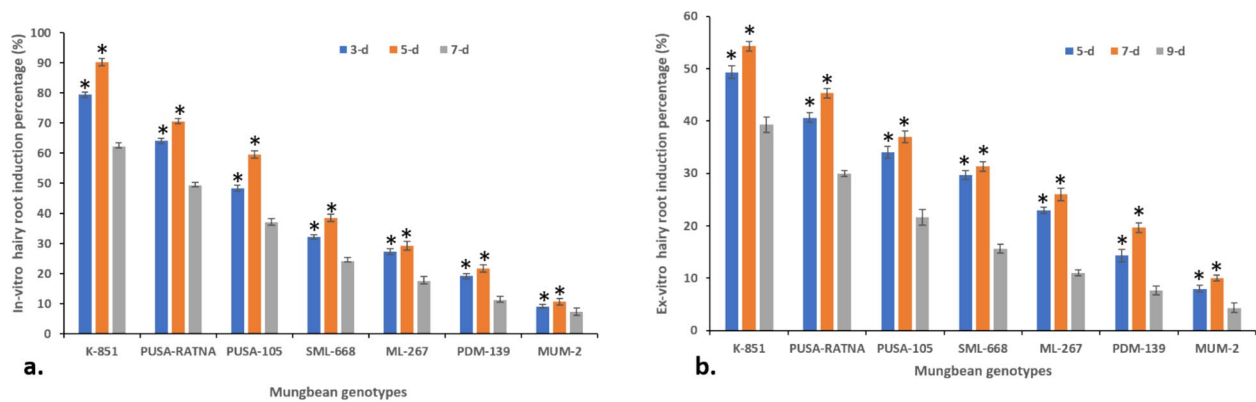 In-vitro hairy root induction percentage (%)
100
90
80
70
60
50
40
30
20
10
0
3-d 5-d 7-d
* * * * * * * * * * * * * *
K-851 PUSA-RATNA PUSA-105 SML-668 ML-267 PDM-139 MUM-2
a.
Mungbean genotypes
Ex-vitro hairy root induction percentage (%)
60
50
40
30
20
10
0
5-d 7-d 9-d
* * * * * * * * * * * * * *
K-851 PUSA-RATNA PUSA-105 SML-668 ML-267 PDM-139 MUM-2
b.
Mungbean genotypes